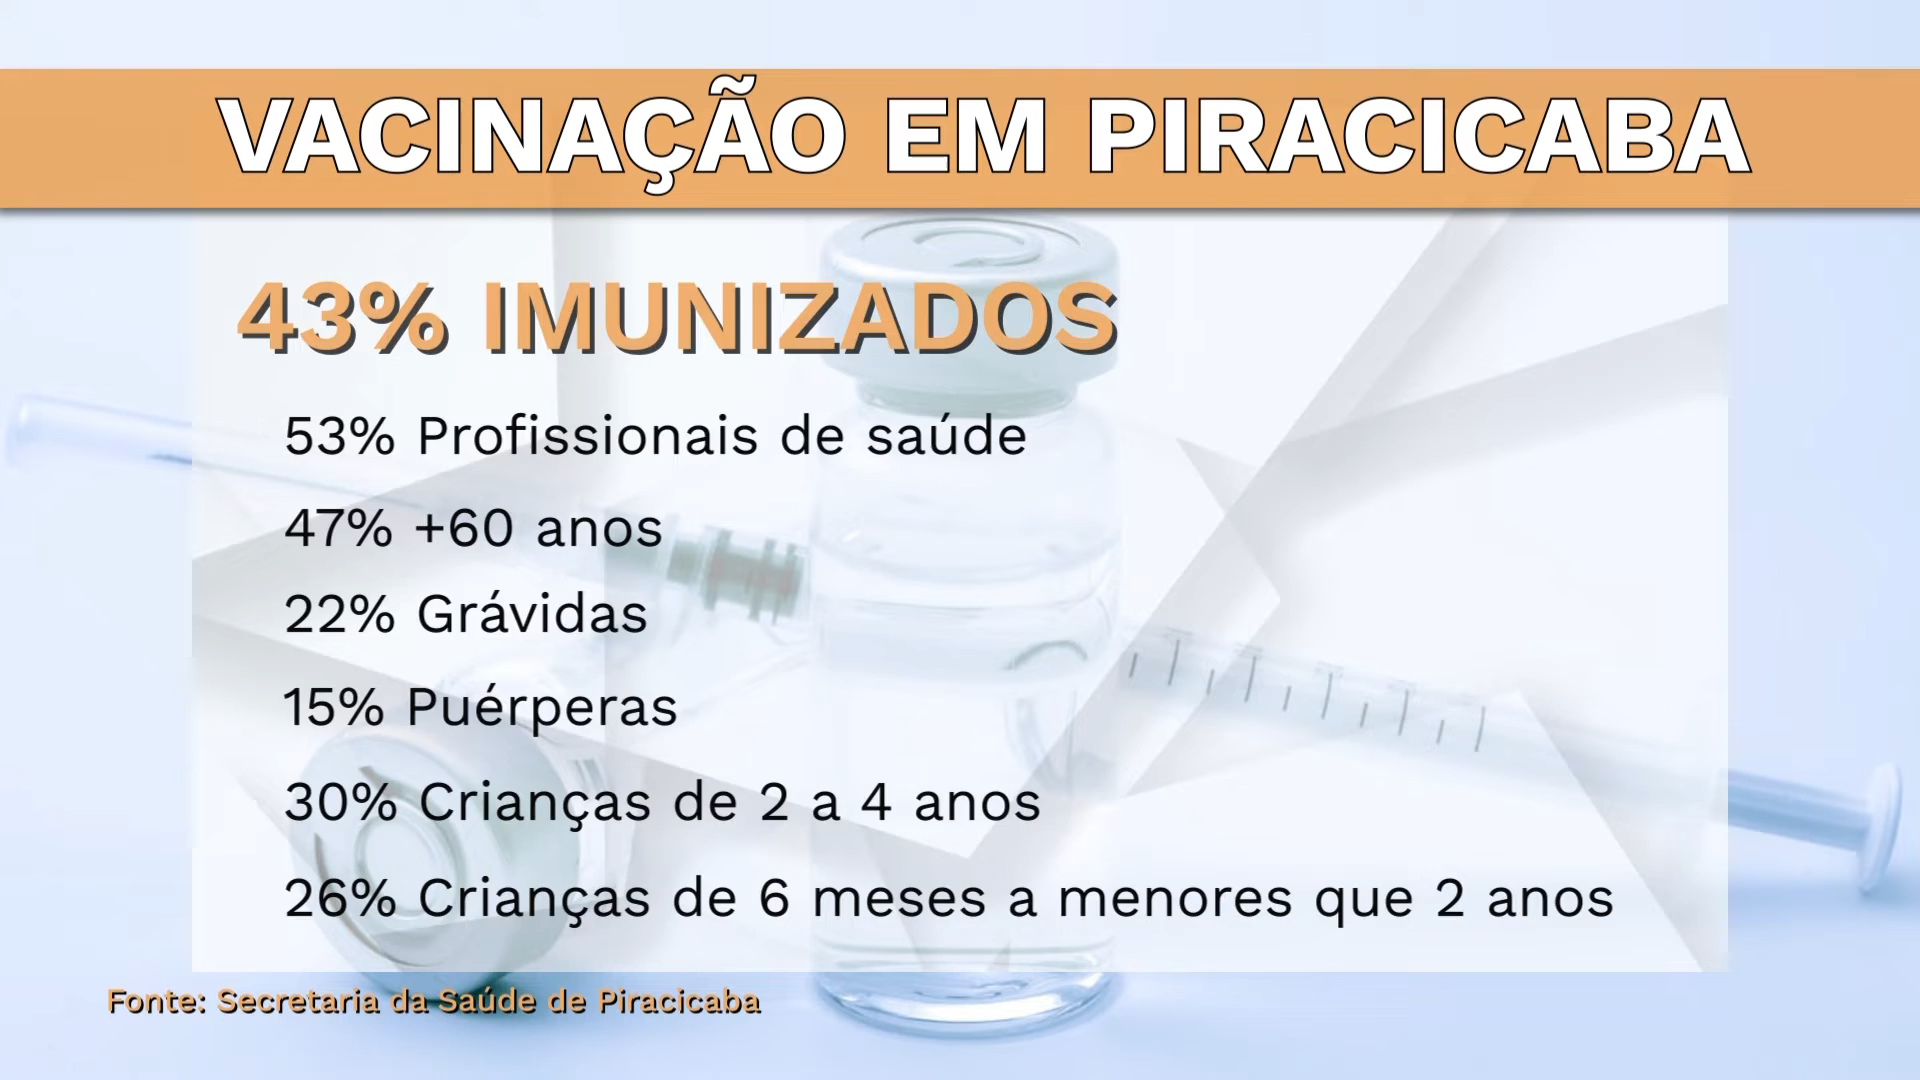 VACINAÇÃO EM PIRACICABA
43% IMUNIZADOS
53% Profissionais de saúde
47% +60 anos
22% Grávidas
15% Puérperas
30% Crianças de 2 a 4 anos
26% Crianças de 6 meses a menores que 2 anos
Fonte: Secretaria da Saúde de Piracicaba